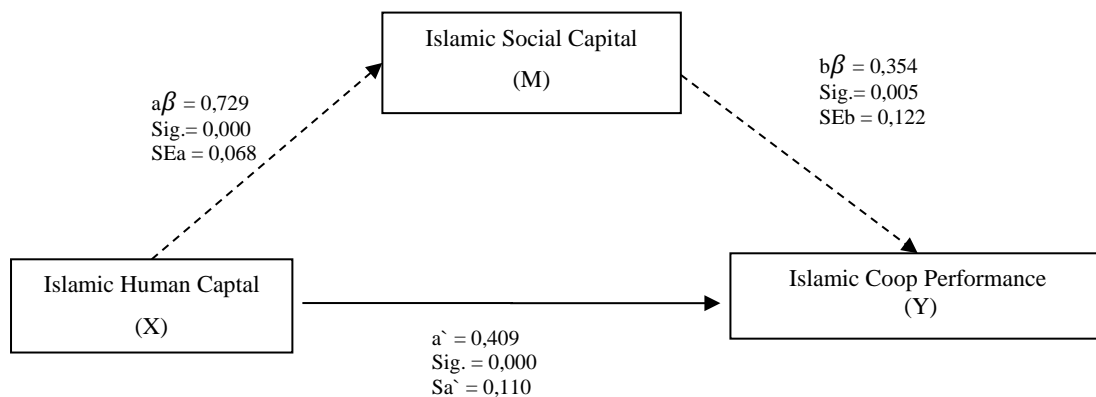 Islamic Social Capital
(M)
a𝛽 = 0,729
Sig.= 0,000
SEa = 0,068
b𝛽 = 0,354
Sig.= 0,005
SEb = 0,122
Islamic Human Captal
(X)
Islamic Coop Performance
(Y)
a` = 0,409
Sig. = 0,000
Sa` = 0,110